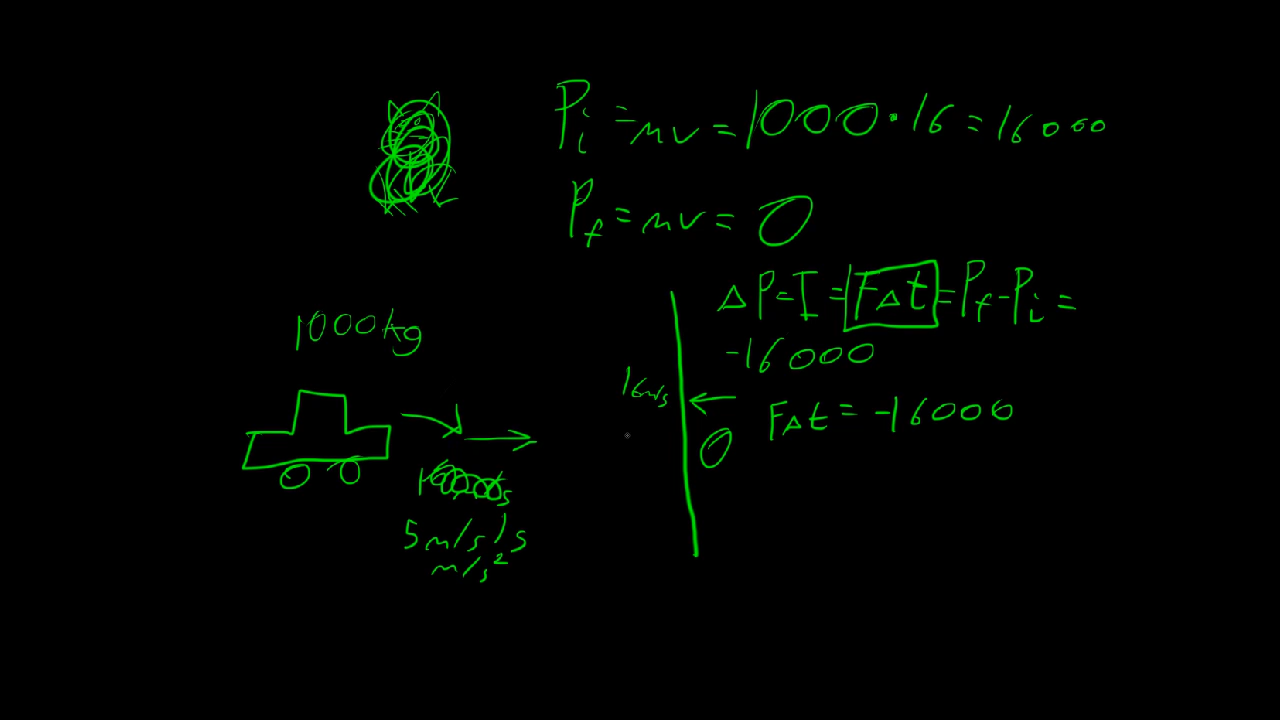 Pi = mv = 1000 · 16 = 16000
Pf = mv = 0
ΔP = I = FΔt = Pf - Pi =
-16000
1000kg
16m/s
FΔt = -16000
0
5m/s/s
m/s²